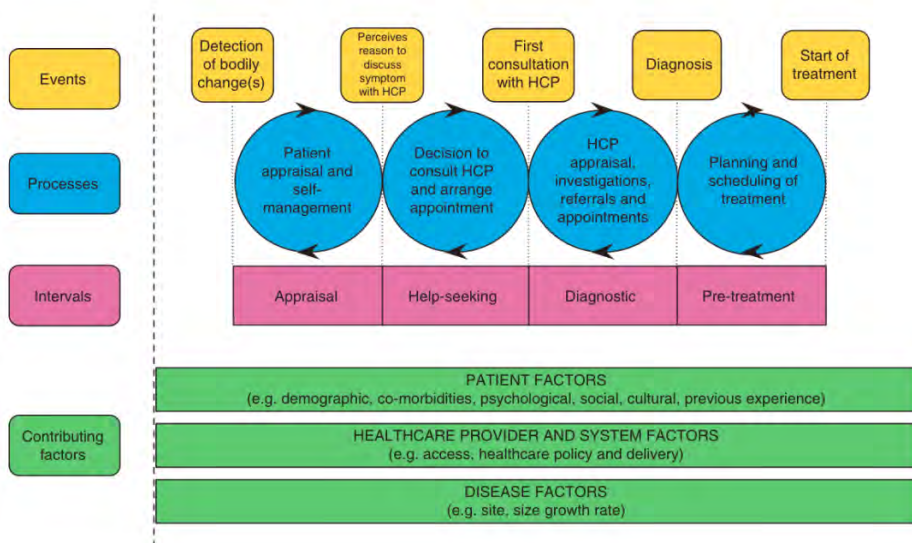 Events
Detection
of bodily
change(s)
Perceives
reason to
discuss
symptom
with HCP
First
consultation
with HCP
Diagnosis
Start of
treatment
Processes
Patient
appraisal and
self-
management
Decision to
consult HCP
and arrange
appointment
HCP
appraisal,
investigations,
referrals and
appointments
Planning and
scheduling of
treatment
Intervals
Appraisal
Help-seeking
Diagnostic
Pre-treatment
Contributing
factors
PATIENT FACTORS
(e.g. demographic, co-morbidities, psychological, social, cultural, previous experience)
HEALTHCARE PROVIDER AND SYSTEM FACTORS
(e.g. access, healthcare policy and delivery)
DISEASE FACTORS
(e.g. site, size growth rate)